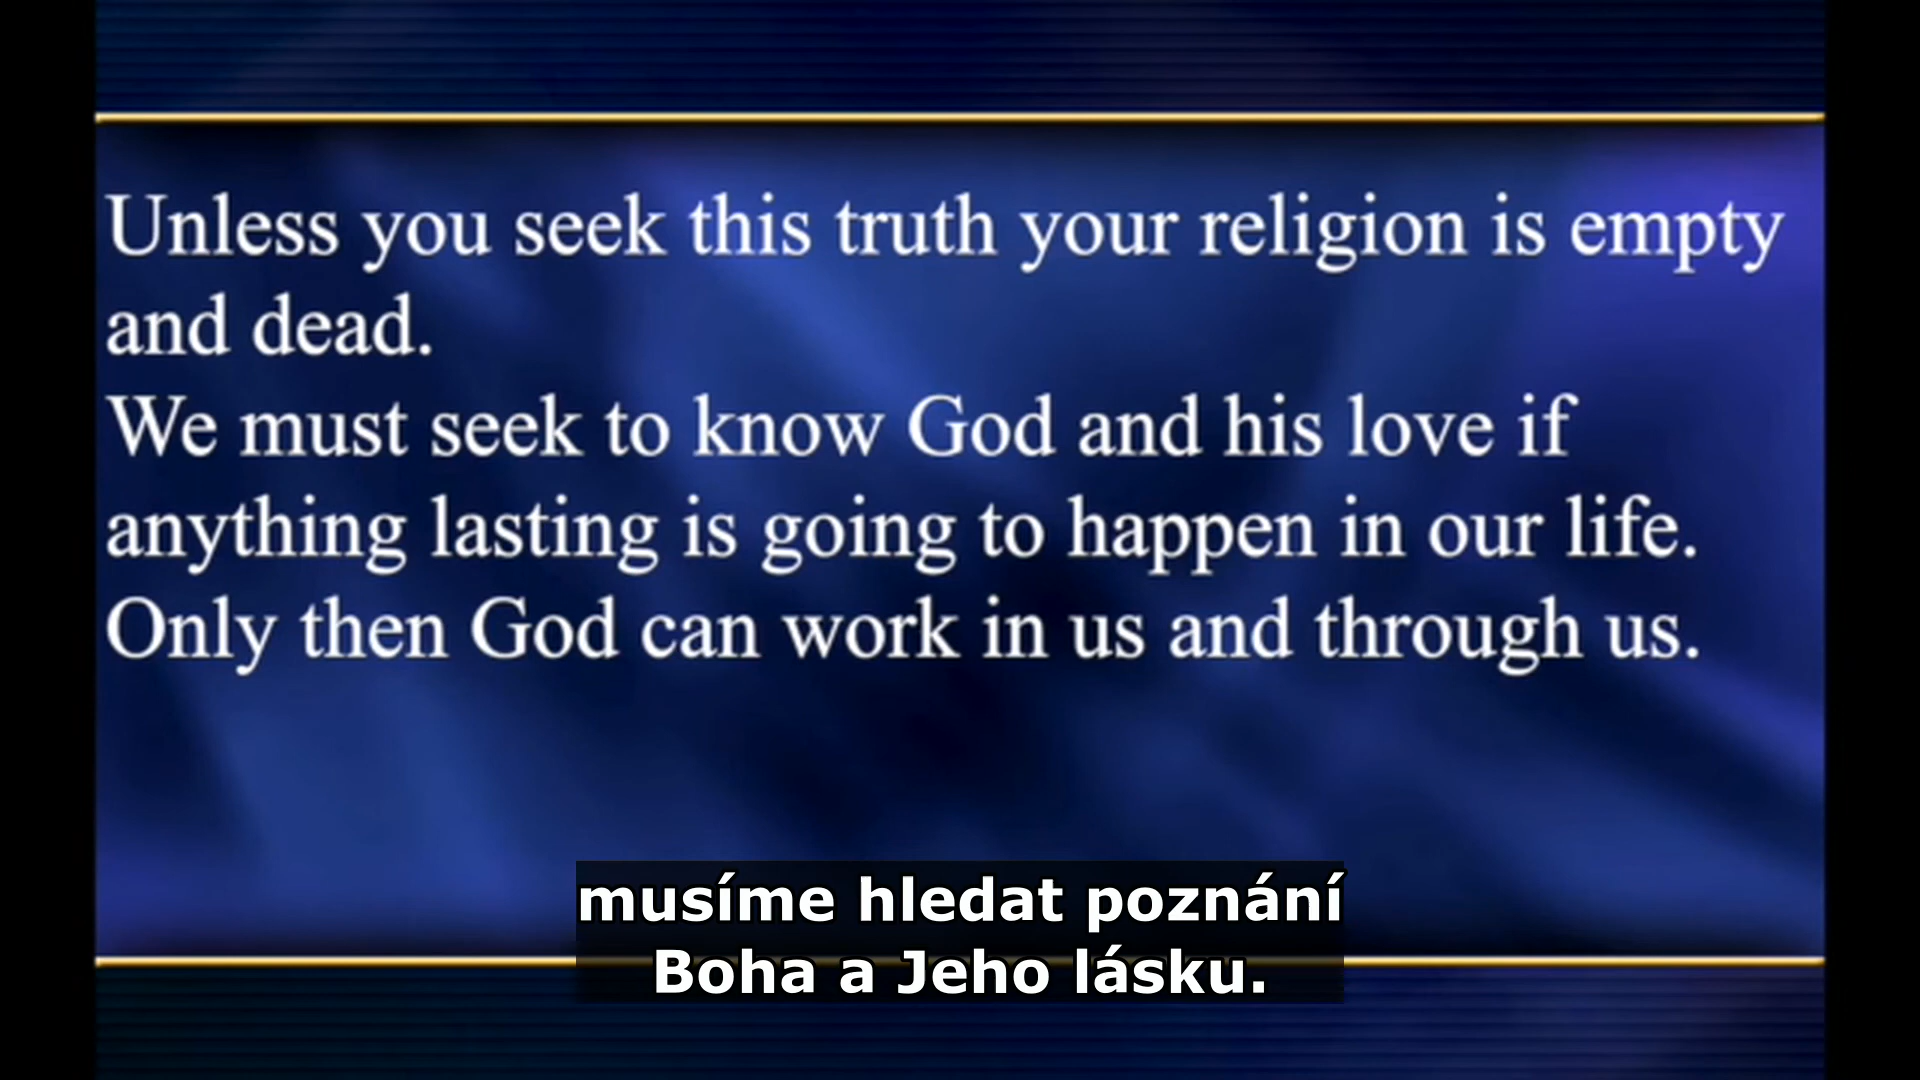 Unless you seek this truth your religion is empty
and dead.
We must seek to know God and his love if
anything lasting is going to happen in our life.
Only then God can work in us and through us.
musíme hledat poznání
Boha a Jeho lásku.